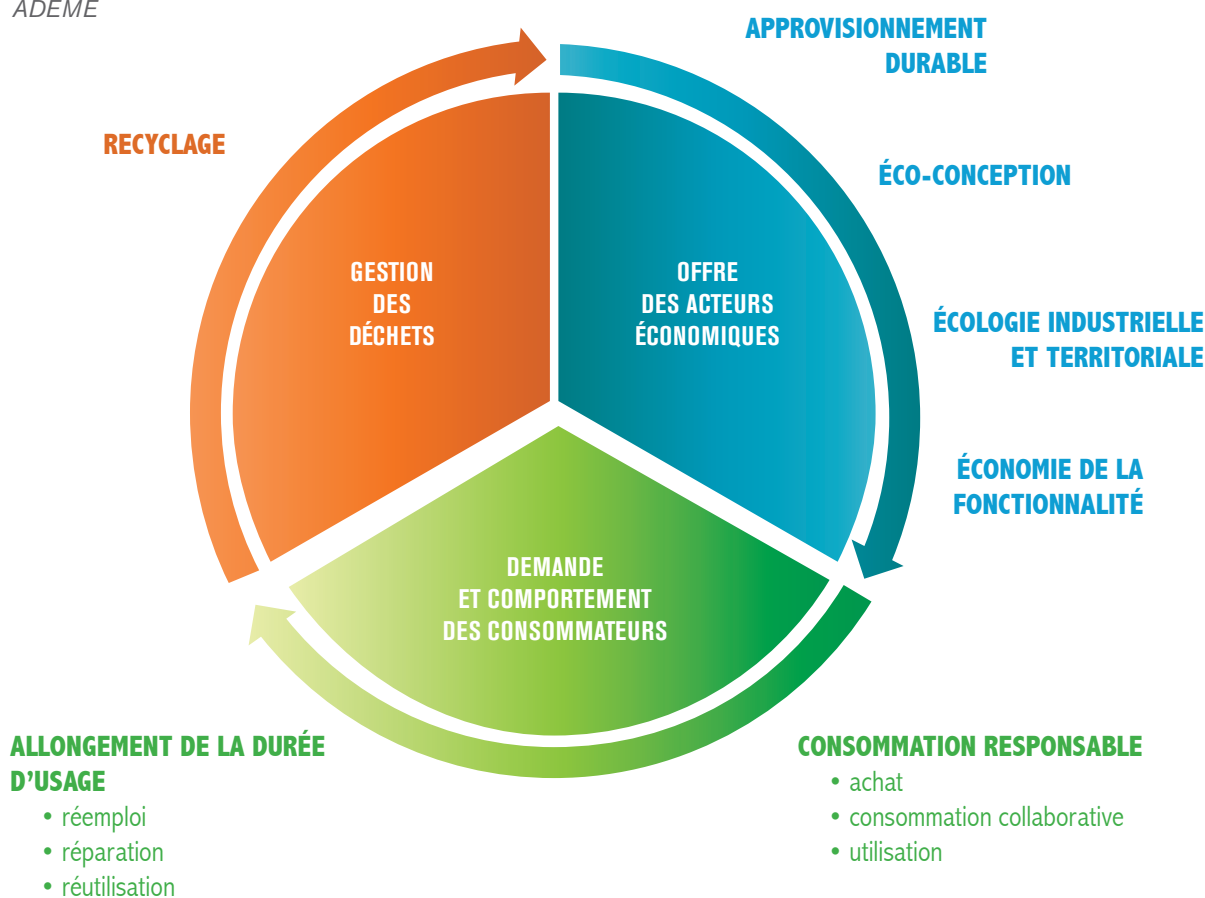 ADEME
APPROVISIONNEMENT
DURABLE
RECYCLAGE
ÉCO-CONCEPTION
GESTION
DES
DÉCHETS
OFFRE
DES ACTEURS
ÉCONOMIQUES
ÉCOLOGIE INDUSTRIELLE
ET TERRITORIALE
ÉCONOMIE DE LA
FONCTIONNALITÉ
DEMANDE
ET COMPORTEMENT
DES CONSOMMATEURS
ALLONGEMENT DE LA DURÉE
D’USAGE
• réemploi
• réparation
• réutilisation
CONSOMMATION RESPONSABLE
• achat
• consommation collaborative
• utilisation